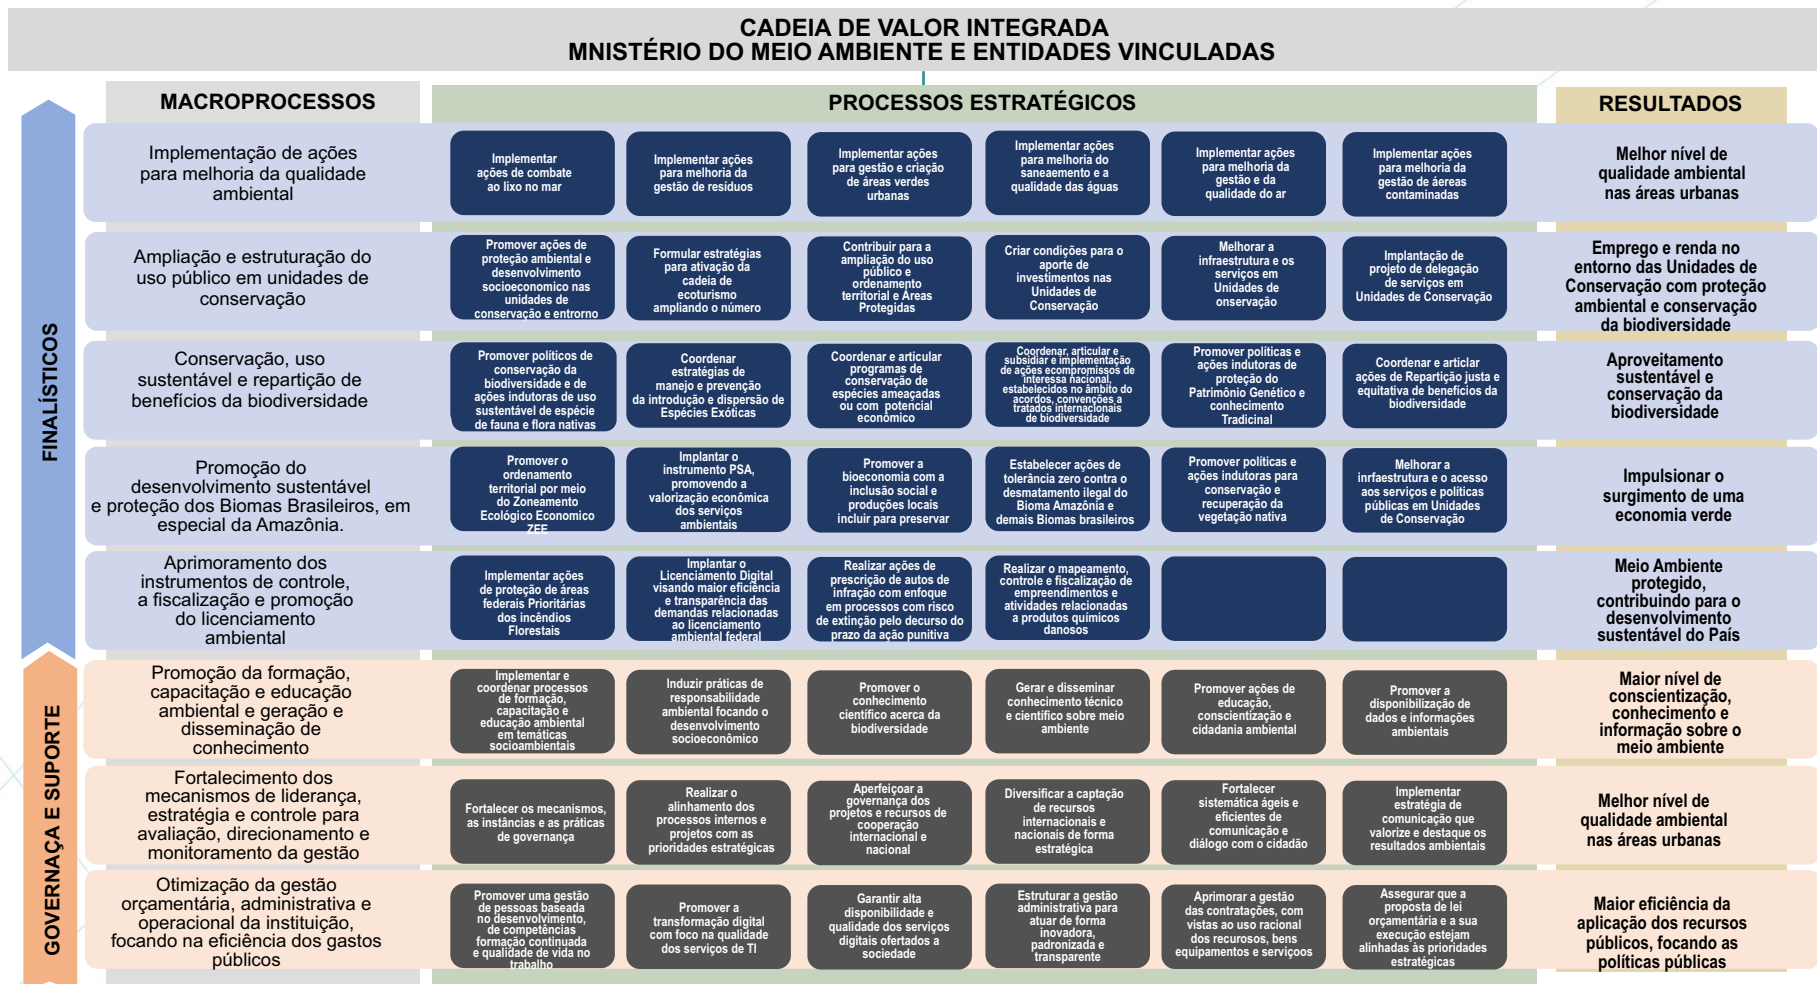 CADEIA DE VALOR INTEGRADA
MNISTÉRIO DO MEIO AMBIENTE E ENTIDADES VINCULADAS
MACROPROCESSOS
PROCESSOS ESTRATÉGICOS
RESULTADOS
FINALÍSTICOS
Implementação de ações
para melhoria da qualidade
ambiental
Implementar
ações de combate
ao lixo no mar
Implementar ações
para melhoria da
gestão de resíduos
Implementar ações
para gestão e criação
de áreas verdes
urbanas
Implementar ações
para melhoria do
saneaemento e a
qualidade das águas
Implementar ações
para melhoria da
gestão e da
qualidade do ar
Implementar ações
para melhoria da
gestão de áereas
contaminadas
Melhor nível de
qualidade ambiental
nas áreas urbanas
Ampliação e estruturação do
uso público em unidades de
conservação
Promover ações de
proteção ambiental e
desenvolvimento
socioeconomico nas
unidades de
conservação e entrorno
Formular estratégias
para ativação da
cadeia de
ecoturismo
ampliando o número
Contribuir para a
ampliação do uso
público e
ordenamento
territorial e Áreas
Protegidas
Criar condições para o
aporte de
investimentos nas
Unidades de
Conservação
Melhorar a
infraestrutura e os
serviços em
Unidades de
onservação
Implantação de
projeto de delegação
de serviços em
Unidades de Conservação
Emprego e renda no
entorno das Unidades de
Conservação com proteção
ambiental e conservação
da biodiversidade
Conservação, uso
sustentável e repartição de
benefícios da biodiversidade
Promover políticos de
conservação da
biodiversidade e de
ações indutoras de uso
sustentável de espécie
de fauna e flora nativas
Coordenar
estratégias de
manejo e prevenção
da introdução e dispersão de
Espécies Exóticas
Coordenar e articular
programas de
conservação de
espécies ameaçadas
ou com potencial
econômico
Coordenar, articular e
subsidiar e implementação
de ações ecompromissos de
interessa nacional,
estabelecidos no âmbito do
acordos, convenções a
tratados internacionais
de biodiversidade
Promover políticas e
ações indutoras de
proteção do
Patrimônio Genético e
conhecimento
Tradicinal
Coordenar e articlar
ações de Repartição justa e
equitativa de benefícios da
biodiversidade
Aproveitamento
sustentável e
conservação da
biodiversidade
Promoção do
desenvolvimento sustentável
e proteção dos Biomas Brasileiros, em
especial da Amazônia.
Promover o
ordenamento
territorial por meio
do Zoneamento
Ecológico Economico
ZEE
Implantar o
instrumento PSA,
promovendo a
valorização econômica
dos serviços
ambientais
Promover a
bioeconomia com a
inclusão social e
produções locais
incluir para preservar
Estabelecer ações de
tolerância zero contra o
desmatamento ilegal do
Bioma Amazônia e
demais Biomas brasileiros
Promover políticas e
ações indutoras para
conservação e
recuperação da
vegetação nativa
Melhorar a
inrfaestrutura e o acesso
aos serviços e políticas
públicas em Unidades
de Conservação
Impulsionar o
surgimento de uma
economia verde
Aprimoramento dos
instrumentos de controle,
a fiscalização e promoção
do licenciamento
ambiental
Implementar ações
de proteção de áreas
federais Prioritárias
dos incêndios
Florestais
Implantar o
Licenciamento Digital
visando maior eficiência
e transparência das
demandas relacionadas
ao licenciamento
ambiental federal
Realizar ações de
prescrição de autos de
infração com enfoque
em processos com risco
de extinção pelo decurso do
prazo da ação punitiva
Realizar o mapeamento,
controle e fiscalização de
empreendimentos e
atividades relacionadas
a produtos químicos
danosos
Meio Ambiente
protegido,
contribuindo para o
desenvolvimento
sustentável do País
GOVERNAÇA E SUPORTE
Promoção da formação,
capacitação e educação
ambiental e geração e
disseminação de
conhecimento
Implementar e
coordenar processos
de formação,
capacitação e
educação ambiental
em temáticas
socioambientais
Induzir práticas de
responsabilidade
ambiental focando o
desenvolvimento
socioeconômico
Promover o
conhecimento
científico acerca da
biodiversidade
Gerar e disseminar
conhecimento técnico
e científico sobre meio
ambiente
Promover ações de
educação,
conscientização e
cidadania ambiental
Promover a
disponibilização de
dados e informações
ambientais
Maior nível de
conscientização,
conhecimento e
informação sobre o
meio ambiente
Fortalecimento dos
mecanismos de liderança,
estratégia e controle para
avaliação, direcionamento e
monitoramento da gestão
Fortalecer os mecanismos,
as instâncias e as práticas
de governança
Realizar o
alinhamento dos
processos internos e
projetos com as
prioridades estratégicas
Aperfeiçoar a
governança dos
projetos e recursos de
cooperação
internacional e
nacional
Diversificar a captação
de recursos
internacionais e
nacionais de forma
estratégica
Fortalecer
sistemática ágeis e
eficientes de
comunicação e
diálogo com o cidadão
Implementar
estratégia de
comunicação que
valorize e destaque os
resultados ambientais
Melhor nível de
qualidade ambiental
nas áreas urbanas
Otimização da gestão
orçamentária, administrativa e
operacional da instituição,
focando na eficiência dos gastos
públicos
Promover uma gestão
de pessoas baseada
no desenvolvimento,
de competências
formação continuada
e qualidade de vida no
trabalho
Promover a
transformação digital
com foco na qualidade
dos serviços de TI
Garantir alta
disponibilidade e
qualidade dos serviços
digitais ofertados a
sociedade
Estruturar a gestão
administrativa para
atuar de forma
inovadora,
padronizada e
transparente
Aprimorar a gestão
das contratações, com
vistas ao uso racional
dos recurosos, bens
equipamentos e serviçoos
Assegurar que a
proposta de lei
orçamentária e a sua
execução estejam
alinhadas às prioridades
estratégicas
Maior eficiência da
aplicação dos recursos
públicos, focando as
políticas públicas